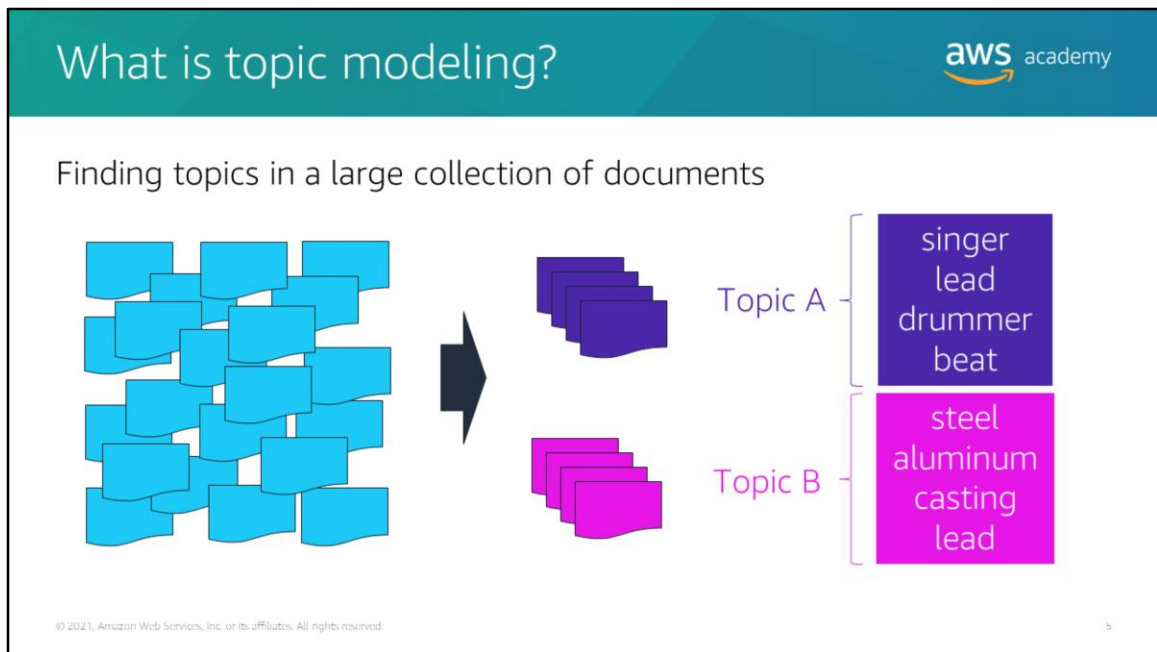 What is topic modeling?
aws academy
Finding topics in a large collection of documents
Topic A
singer
lead
drummer
beat
Topic B
steel
aluminum
casting
lead
© 2021, Amazon Web Services, Inc. or its affiliates. All rights reserved.
5